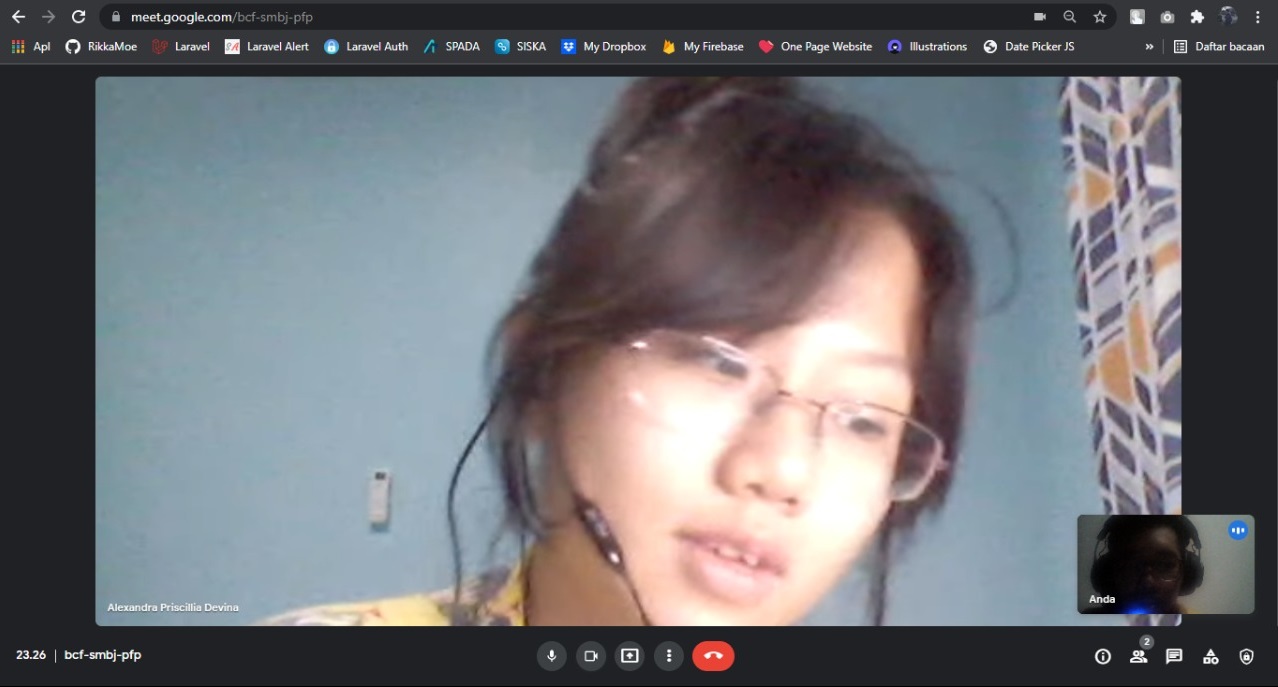 meet.google.com/bcf-smbj-pfp
Apl RikkaMoe Laravel Laravel Alert Laravel Auth SPADA SISKA My Dropbox My Firebase One Page Website Illustrations Date Picker JS » Daftar bacaan
Alexandra Priscillia Devina
Anda
23.26 | bcf-smbj-pfp
2